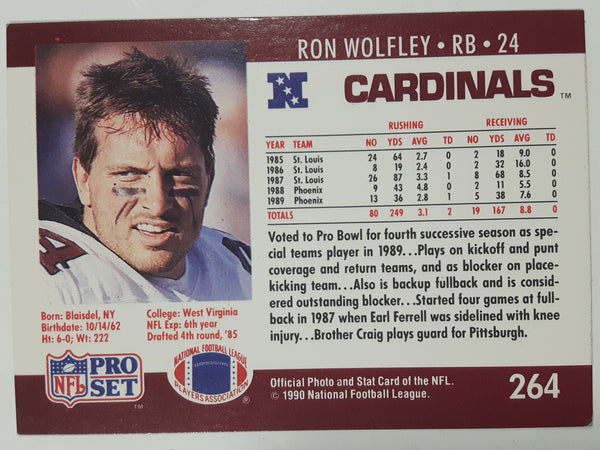 RON WOLFLEY • RB • 24
N
CARDINALS™
RUSHING RECEIVING
YEAR TEAM NO YDS AVG TD NO YDS AVG TD
1985 St. Louis 24 64 2.7 0 2 18 9.0 0
1986 St. Louis 8 19 2.4 0 2 32 16.0 0
1987 St. Louis 26 87 3.3 1 8 68 8.5 0
1988 Phoenix 9 43 4.8 0 2 11 5.5 0
1989 Phoenix 13 36 2.8 1 5 38 7.6 0
TOTALS 80 249 3.1 2 19 167 8.8 0
Voted to Pro Bowl for fourth successive season as spe-
cial teams player in 1989...Plays on kickoff and punt
coverage and return teams, and as blocker on place-
kicking team...Also is backup fullback and is consid-
ered outstanding blocker...Started four games at full-
back in 1987 when Earl Ferrell was sidelined with knee
injury...Brother Craig plays guard for Pittsburgh.
4
Born: Blaisdel, NY
Birthdate: 10/14/62
Ht: 6-0; Wt: 222
College: West Virginia
NFL Exp: 6th year
Drafted 4th round, '85
NFL
PRO
SET
™
NATIONAL FOOTBALL LEAGUE
PLAYERS ASSOCIATION
®
Official Photo and Stat Card of the NFL.
© 1990 National Football League.
264